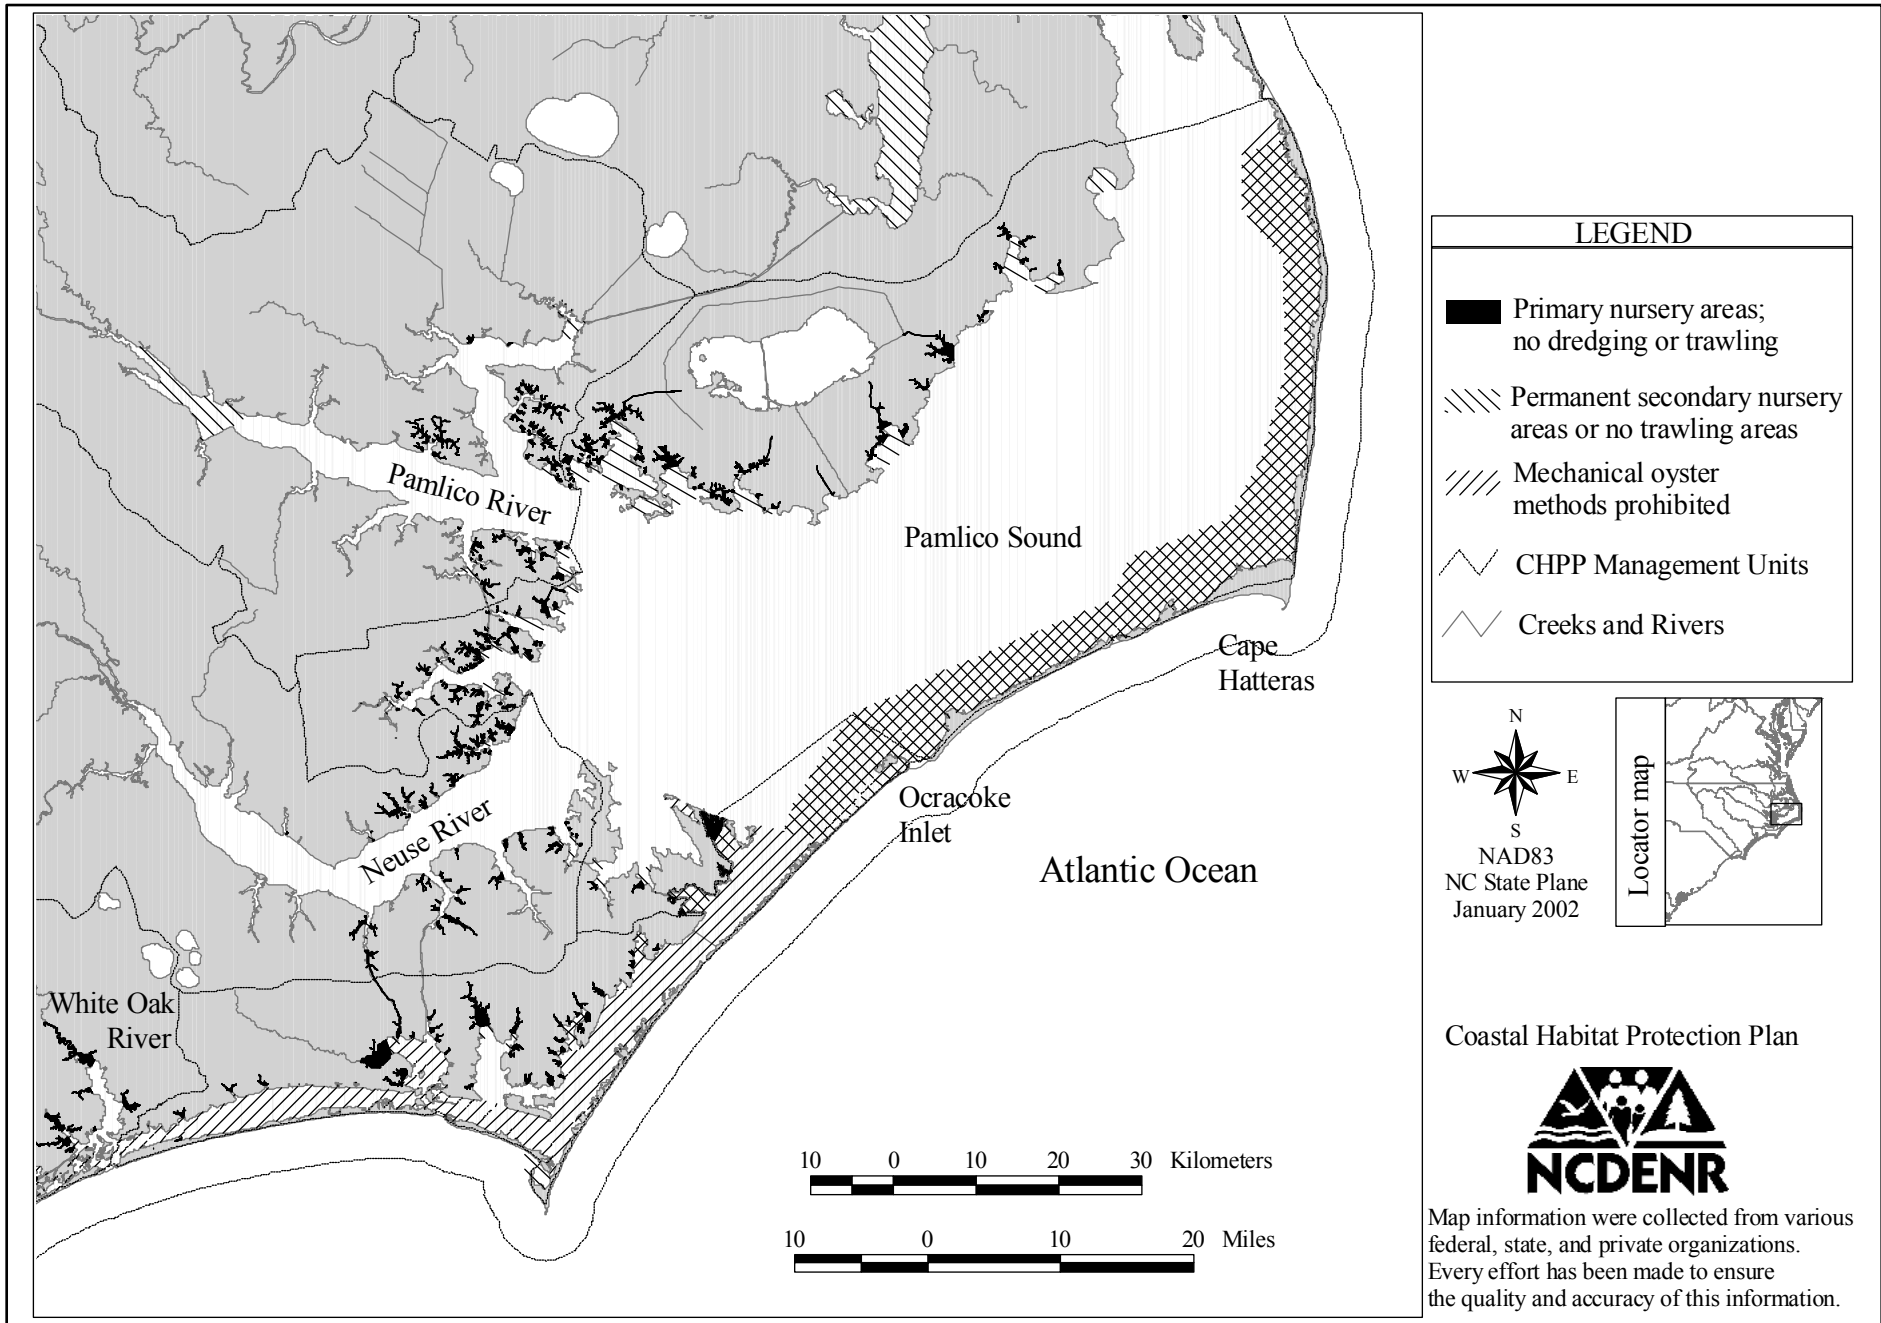 Pamlico River
Pamlico Sound
Cape
Hatteras
Ocracoke
Inlet
Neuse River
Atlantic Ocean
White Oak
River
10 0 10 20 30 Kilometers
10 0 10 20 Miles
LEGEND
Primary nursery areas;
no dredging or trawling
Permanent secondary nursery
areas or no trawling areas
Mechanical oyster
methods prohibited
CHPP Management Units
Creeks and Rivers
N
W E
S
NAD83
NC State Plane
January 2002
Locator map
Coastal Habitat Protection Plan
NCDENR
Map information were collected from various
federal, state, and private organizations.
Every effort has been made to ensure
the quality and accuracy of this information.